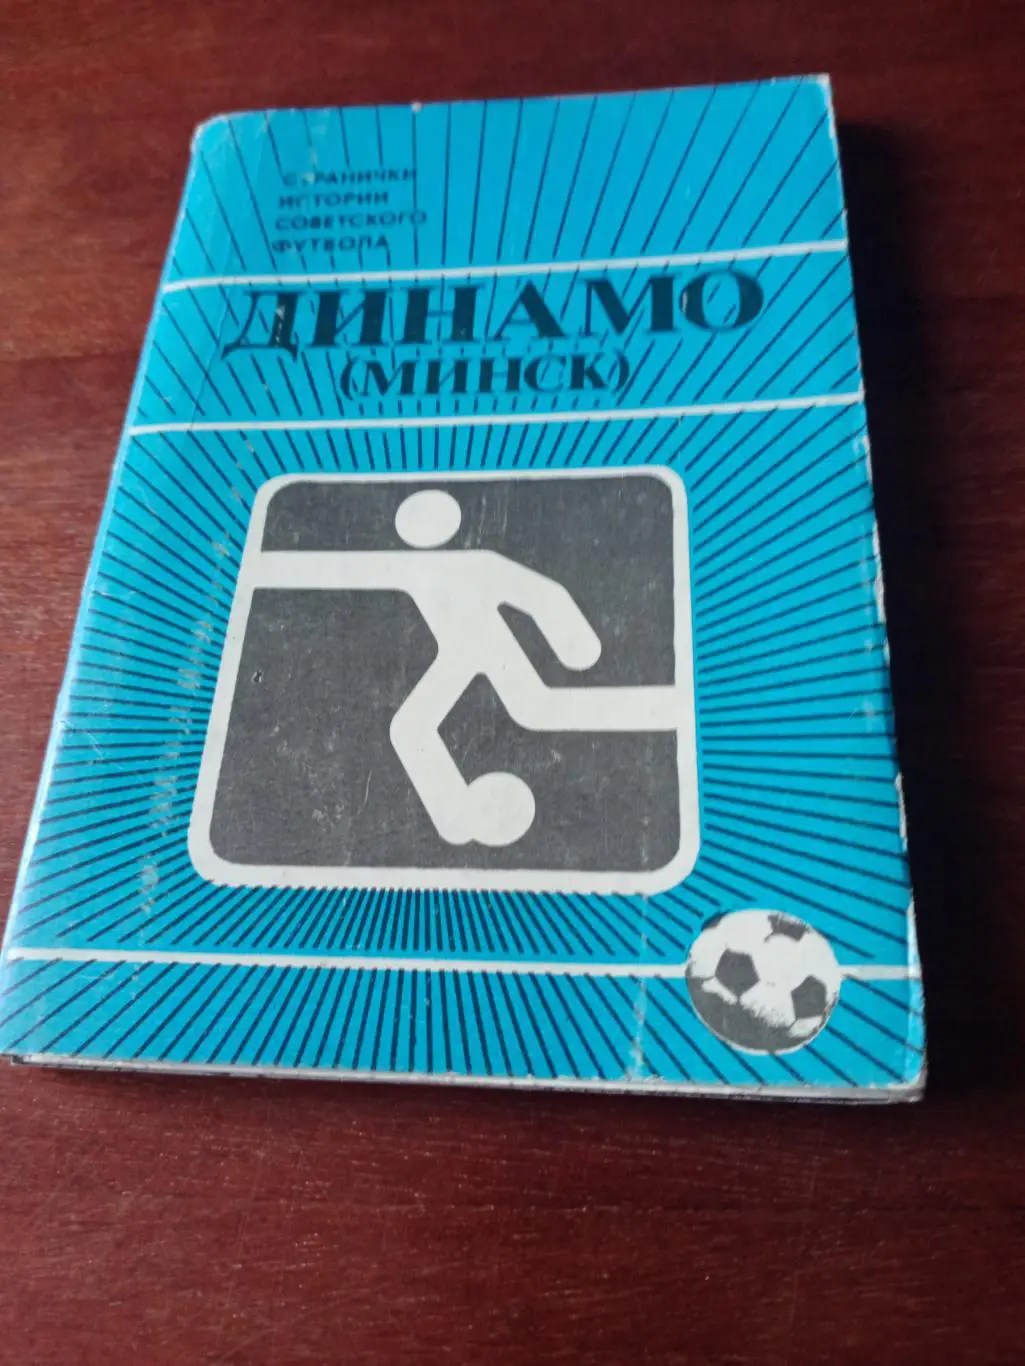 СТРАНИЧКИ
ИСТОРИИ
СОВЕТСКОГО
ФУТБОЛА
ДИНАМО
(МИНСК)